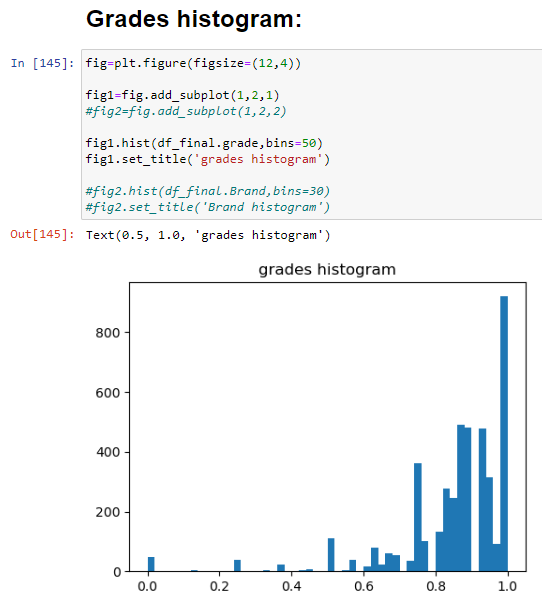 Grades histogram:
In [145]: fig=plt.figure(figsize=(12,4))
fig1=fig.add_subplot(1,2,1)
#fig2=fig.add_subplot(1,2,2)
fig1.hist(df_final.grade,bins=50)
fig1.set_title('grades histogram')
#fig2.hist(df_final.Brand,bins=30)
#fig2.set_title('Brand histogram')
Out[145]: Text(0.5, 1.0, 'grades histogram')
grades histogram
800
600
400
200
0
0.0 0.2 0.4 0.6 0.8 1.0